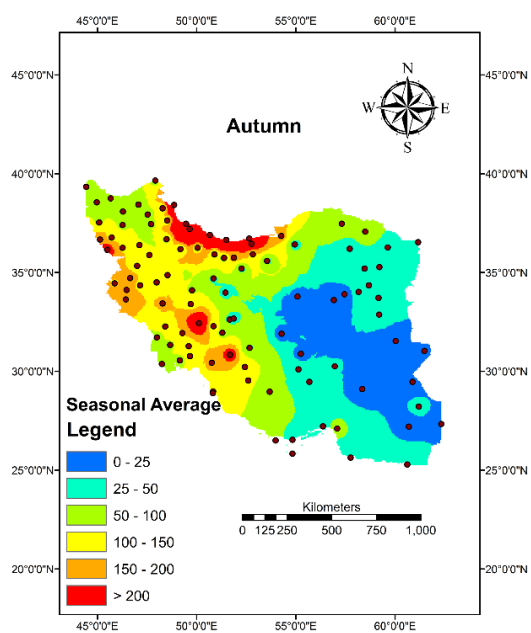 45°0'0"E 50°0'0"E 55°0'0"E 60°0'0"E
45°0'0"N 45°0'0"N
N
W E
S
Autumn
40°0'0"N 40°0'0"N
35°0'0"N 35°0'0"N
30°0'0"N 30°0'0"N
Seasonal Average
Legend
0 - 25
25 - 50
50 - 100
100 - 150
150 - 200
> 200
25°0'0"N 25°0'0"N
Kilometers
0 125250 500 750 1,000
20°0'0"N 20°0'0"N
45°0'0"E 50°0'0"E 55°0'0"E 60°0'0"E